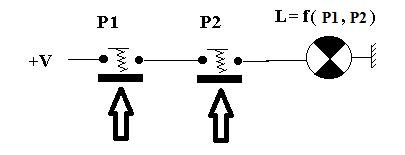 P1 P2 L= f( P1 , P2 )
+V